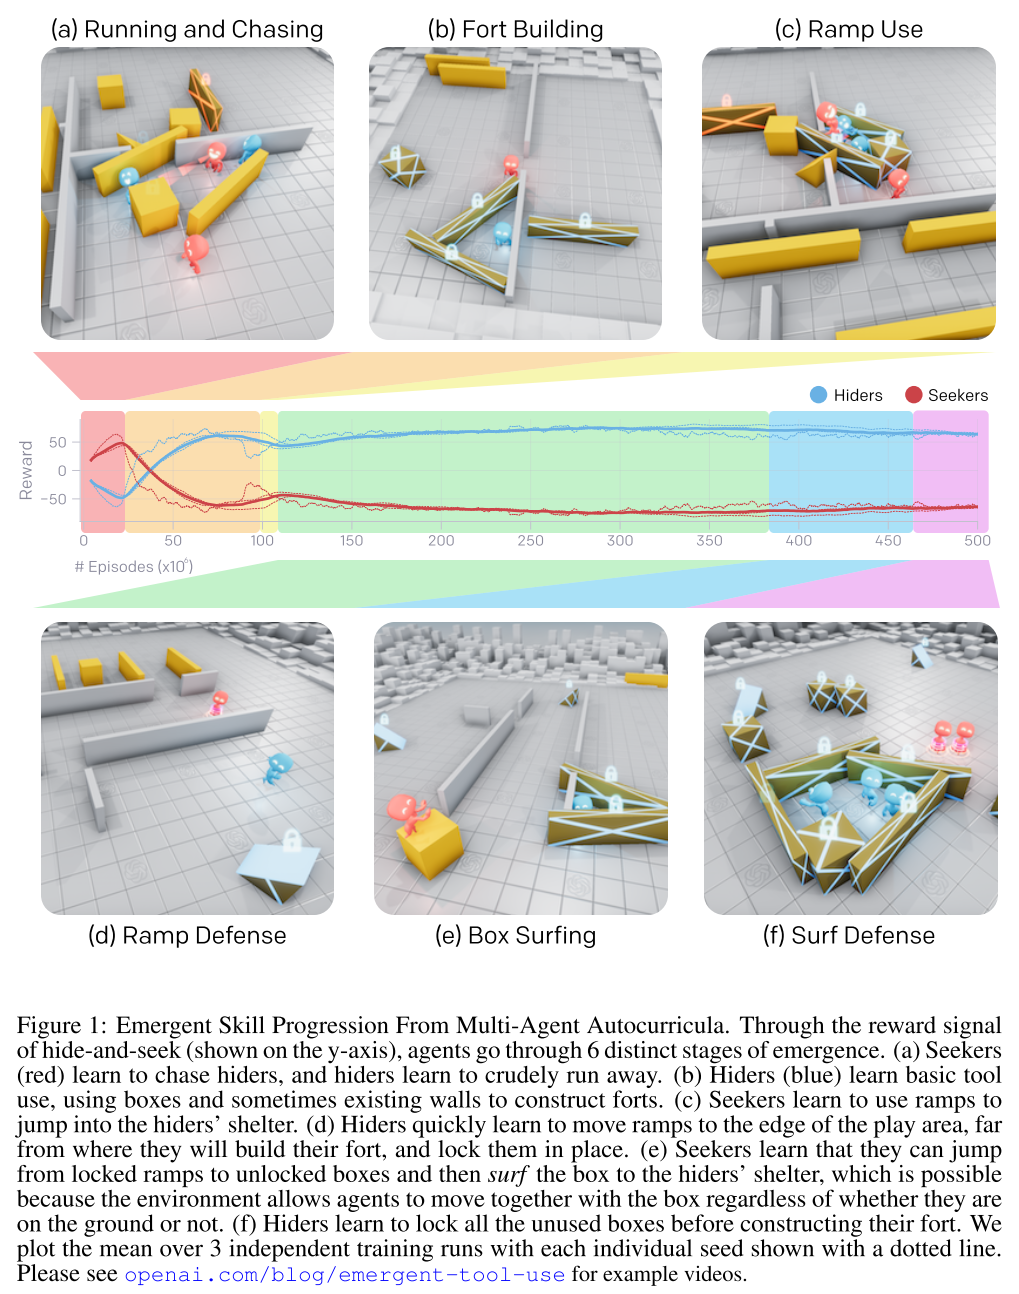 (a) Running and Chasing
(b) Fort Building
(c) Ramp Use
Hiders
Seekers
Reward
50
0
−50
0
50
100
150
200
250
300
350
400
450
500
# Episodes (x10⁶)
(d) Ramp Defense
(e) Box Surfing
(f) Surf Defense
Figure 1: Emergent Skill Progression From Multi-Agent Autocurricula. Through the reward signal
of hide-and-seek (shown on the y-axis), agents go through 6 distinct stages of emergence. (a) Seekers
(red) learn to chase hiders, and hiders learn to crudely run away. (b) Hiders (blue) learn basic tool
use, using boxes and sometimes existing walls to construct forts. (c) Seekers learn to use ramps to
jump into the hiders' shelter. (d) Hiders quickly learn to move ramps to the edge of the play area, far
from where they will build their fort, and lock them in place. (e) Seekers learn that they can jump
from locked ramps to unlocked boxes and then surf the box to the hiders' shelter, which is possible
because the environment allows agents to move together with the box regardless of whether they are
on the ground or not. (f) Hiders learn to lock all the unused boxes before constructing their fort. We
plot the mean over 3 independent training runs with each individual seed shown with a dotted line.
Please see openai.com/blog/emergent-tool-use for example videos.